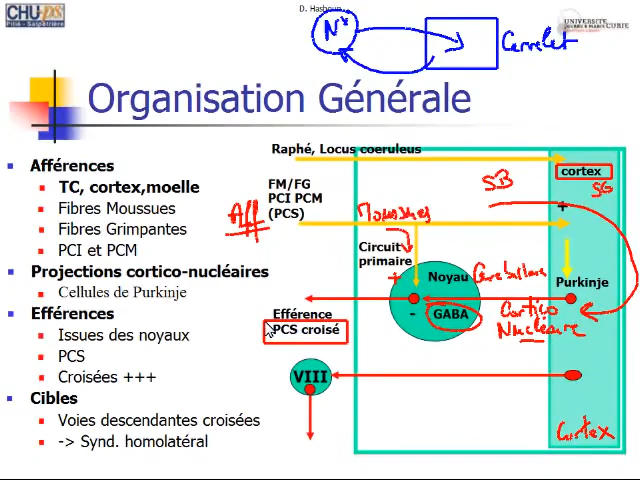 D. Hasboun
CHU PS
Pitié-Salpêtrière
UNIVERSITE
PIERRE & MARIE CURIE
N*
Cervelet
Organisation Générale
Afférences
TC, cortex,moelle
Fibres Moussues
Fibres Grimpantes
PCI et PCM
Projections cortico-nucléaires
Cellules de Purkinje
Efférences
Issues des noyaux
PCS
Croisées +++
Cibles
Voies descendantes croisées
-> Synd. homolatéral
Raphé, Locus coeruleus
cortex
SB
SG
FM/FG
PCI PCM
(PCS)
Aff
Moussues
+
Circuit
primaire
+
Noyau
Cerebelleux
Purkinje
-
GABA
Cortico
Nucléaire
Efférence
PCS croisé
VIII
Cortex